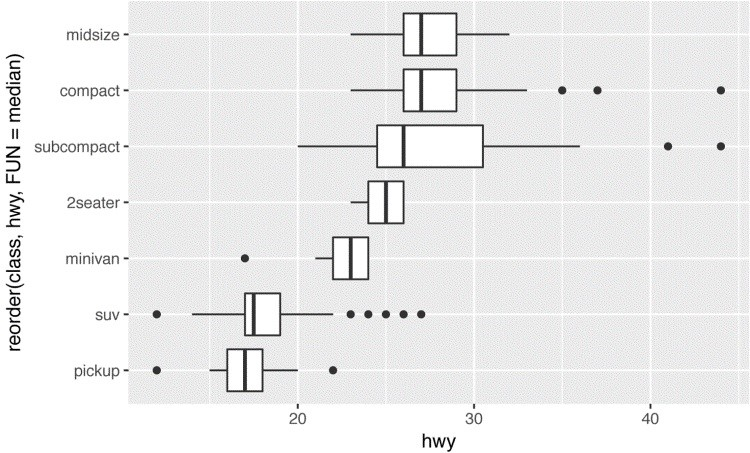 reorder(class, hwy, FUN = median)
midsize
compact
subcompact
2seater
minivan
suv
pickup
20 30 40
hwy